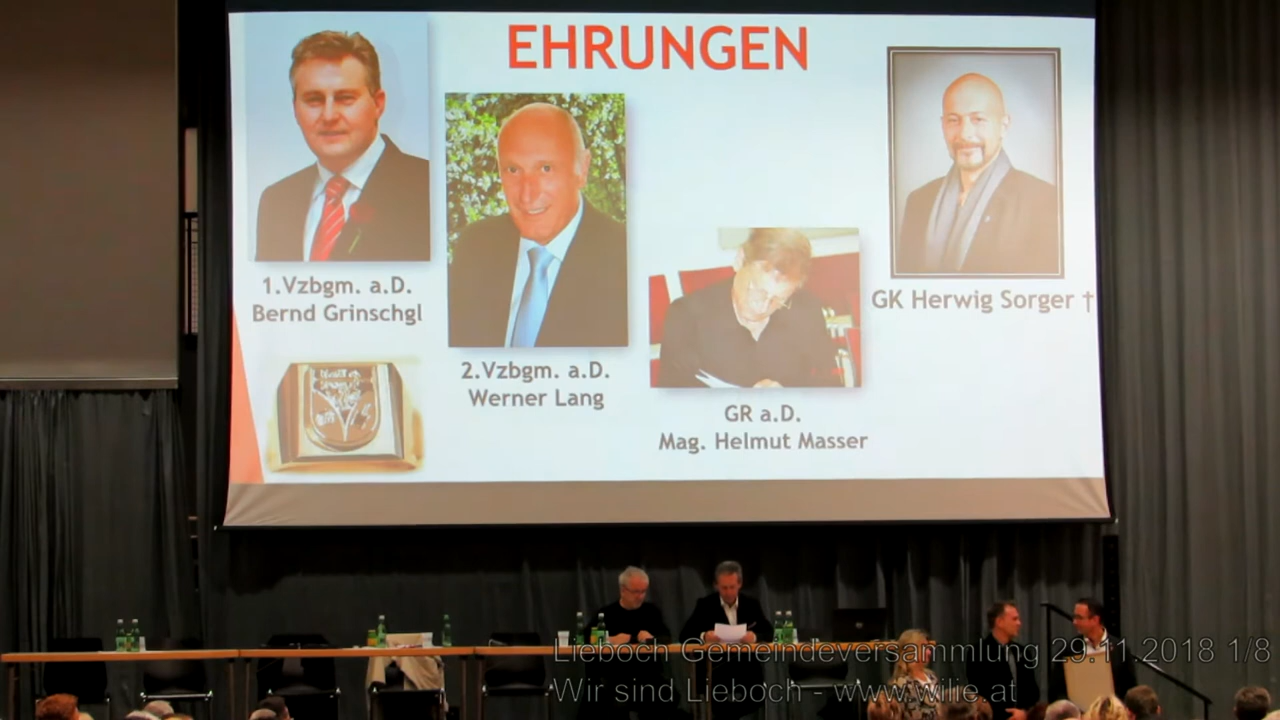 EHRUNGEN
1.Vzbgm. a.D.
Bernd Grinschgl
2.Vzbgm. a.D.
Werner Lang
GR a.D.
Mag. Helmut Masser
GK Herwig Sorger †
Lieboch Gemeindeversammlung 29.11.2018 1/8
Wir sind Lieboch - www.wilie.at